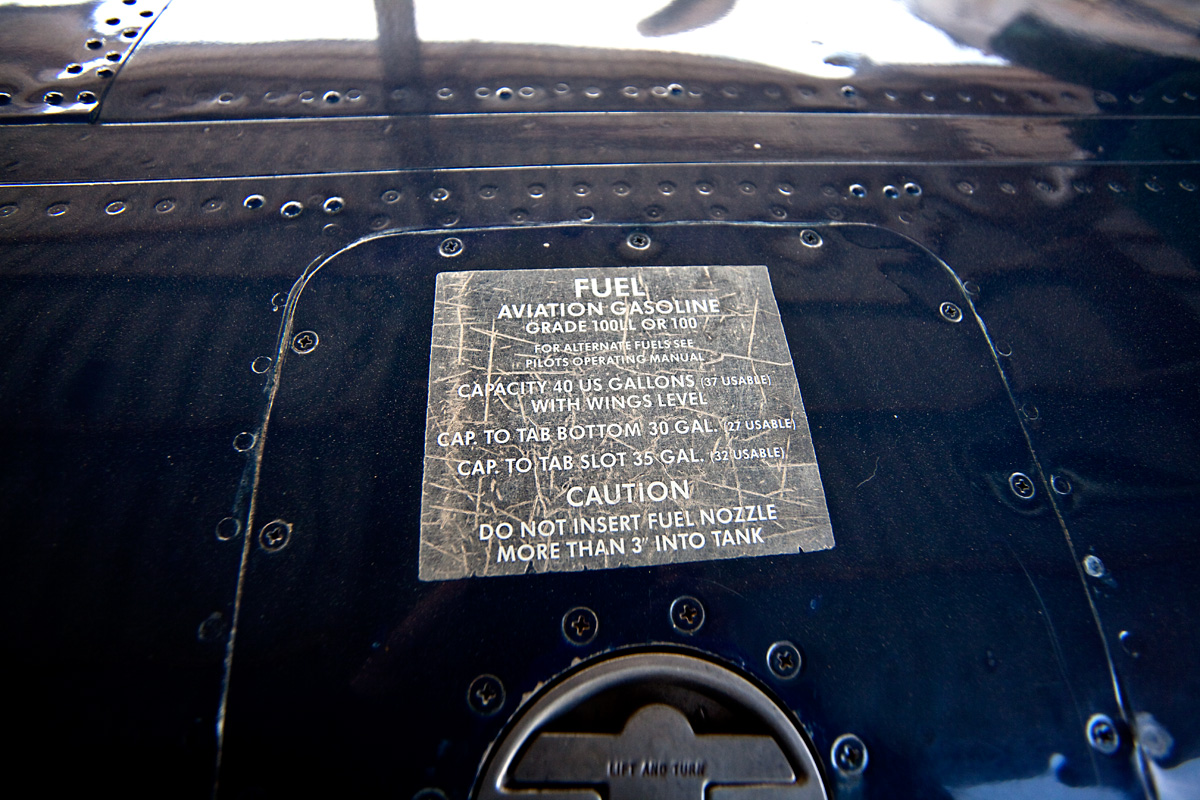 FUEL
AVIATION GASOLINE
GRADE 100LL OR 100
FOR ALTERNATE FUELS SEE
PILOTS OPERATING MANUAL
CAPACITY 40 US GALLONS (37 USABLE)
WITH WINGS LEVEL
CAP. TO TAB BOTTOM 30 GAL. (27 USABLE)
CAP. TO TAB SLOT 35 GAL. (32 USABLE)
CAUTION
DO NOT INSERT FUEL NOZZLE
MORE THAN 3" INTO TANK
LIFT AND TURN